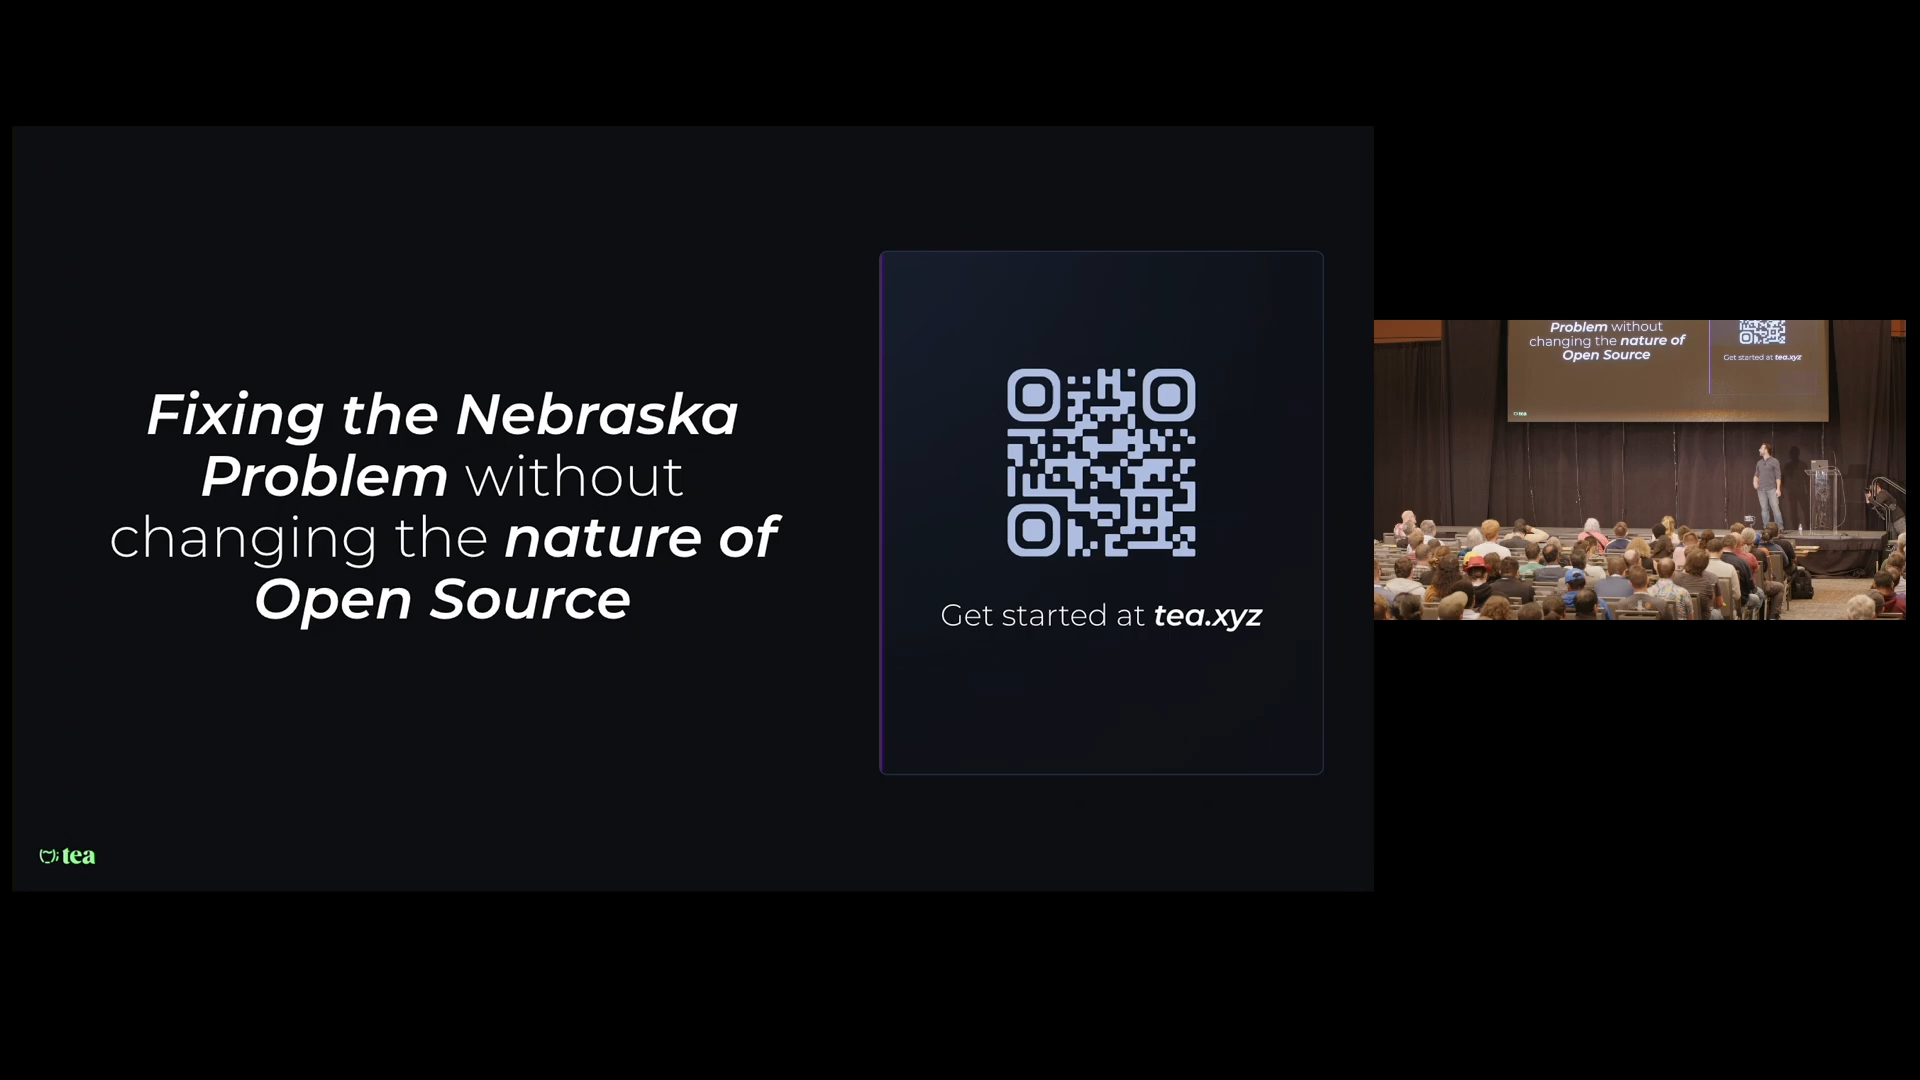 Fixing the Nebraska
Problem without
changing the nature of
Open Source
Get started at tea.xyz
tea
Problem without
changing the nature of
Open Source
Get started at tea.xyz
tea